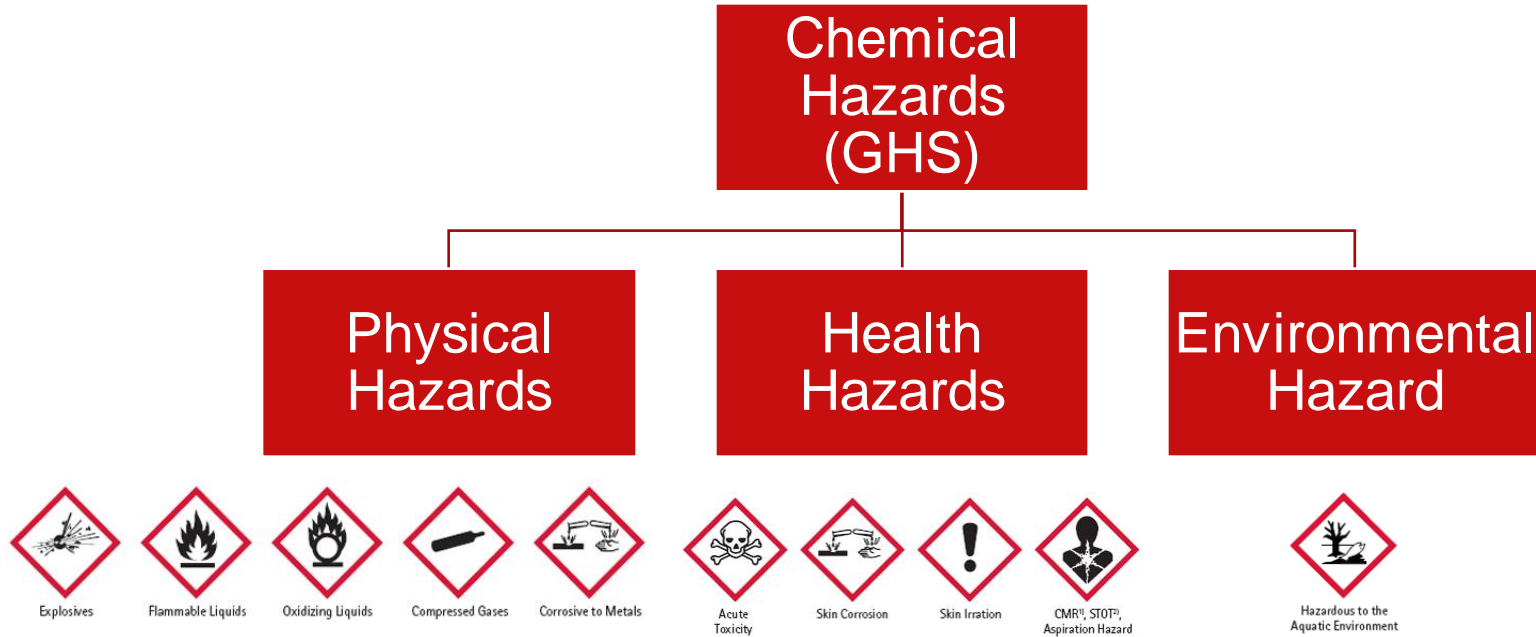 Chemical
Hazards
(GHS)
Physical
Hazards
Health
Hazards
Environmental
Hazard
Explosives
Flammable Liquids
Oxidizing Liquids
Compressed Gases
Corrosive to Metals
Acute
Toxicity
Skin Corrosion
Skin Irration
CMR¹⁾, STOT²⁾,
Aspiration Hazard
Hazardous to the
Aquatic Environment